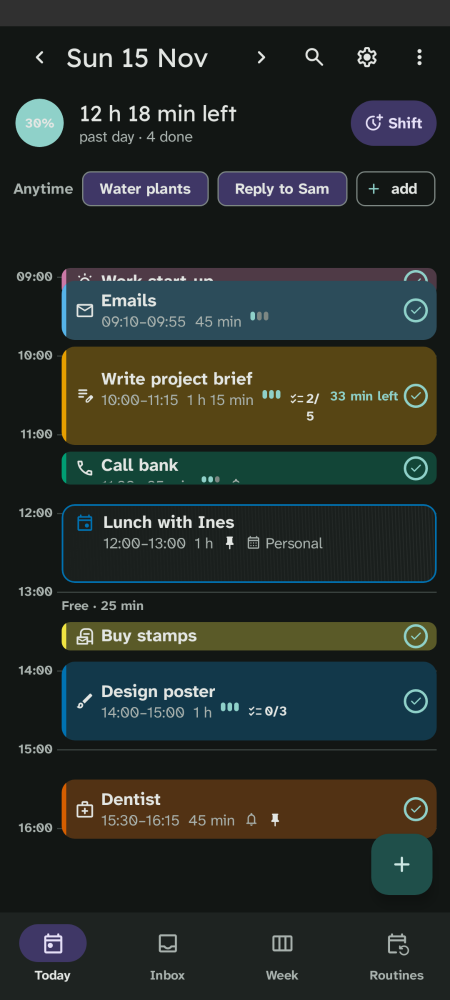 Sun 15 Nov
30%
12 h 18 min left
past day · 4 done
Shift
Anytime
Water plants
Reply to Sam
+ add
09:00
Work start-up
Emails
09:10–09:55 45 min
10:00
Write project brief
10:00–11:15 1 h 15 min
2/
5
33 min left
11:00
Call bank
12:00
Lunch with Ines
12:00–13:00 1 h
Personal
13:00
Free · 25 min
Buy stamps
14:00
Design poster
14:00–15:00 1 h
0/3
15:00
Dentist
15:30–16:15 45 min
16:00
+
Today
Inbox
Week
Routines